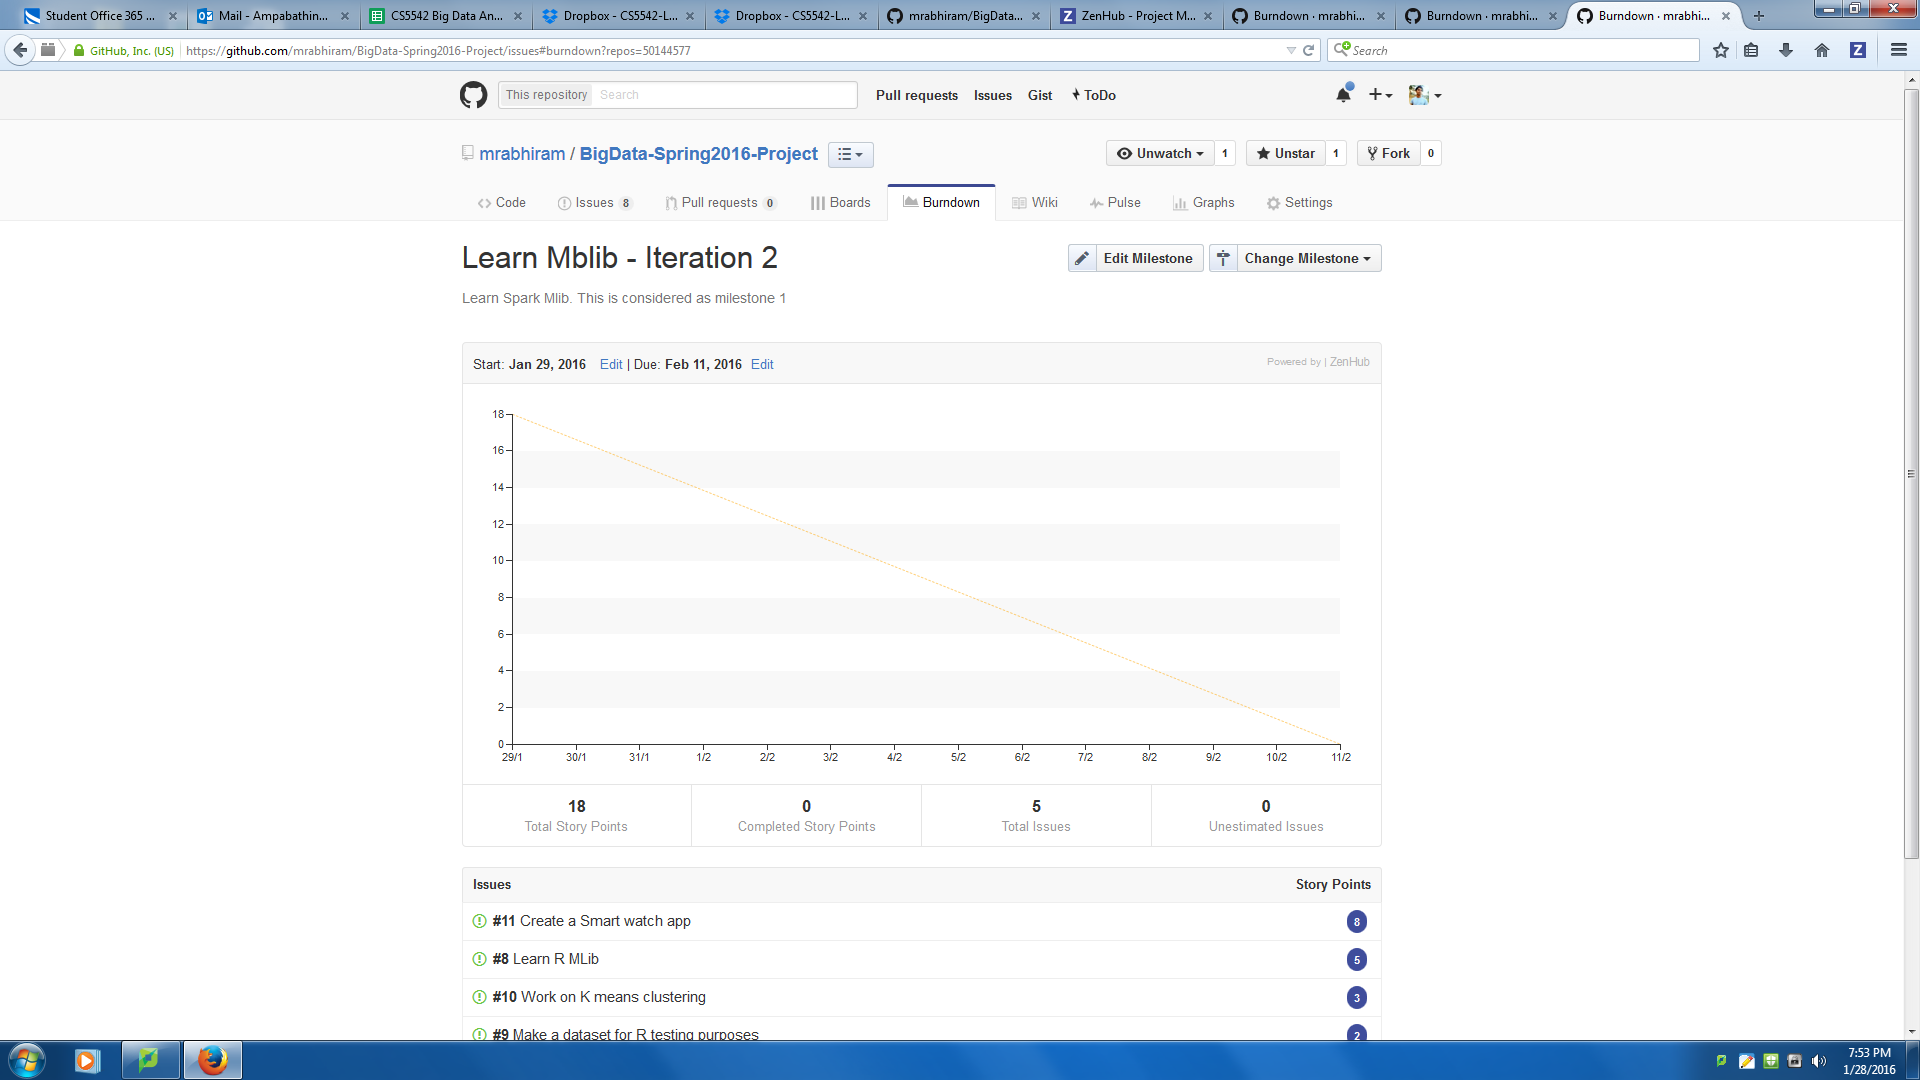 Student Office 365 ... Mail - Ampabathin... CS5542 Big Data An... Dropbox - CS5542-L... Dropbox - CS5542-L... mrabhiram/BigData... ZenHub - Project M... Burndown · mrabhi... Burndown · mrabhi... Burndown · mrabhi...
GitHub, Inc. (US) https://github.com/mrabhiram/BigData-Spring2016-Project/issues#burndown?repos=50144577 Search
This repository Search Pull requests Issues Gist ToDo
mrabhiram / BigData-Spring2016-Project Unwatch 1 Unstar 1 Fork 0
Code Issues 8 Pull requests 0 Boards Burndown Wiki Pulse Graphs Settings
Learn Mblib - Iteration 2 Edit Milestone Change Milestone
Learn Spark Mlib. This is considered as milestone 1
Start: Jan 29, 2016 Edit | Due: Feb 11, 2016 Edit Powered by | ZenHub
18
16
14
12
10
8
6
4
2
0
29/1 30/1 31/1 1/2 2/2 3/2 4/2 5/2 6/2 7/2 8/2 9/2 10/2 11/2
18 0 5 0
Total Story Points Completed Story Points Total Issues Unestimated Issues
Issues Story Points
#11 Create a Smart watch app 8
#8 Learn R MLib 5
#10 Work on K means clustering 3
#9 Make a dataset for R testing purposes 2
7:53 PM
1/28/2016